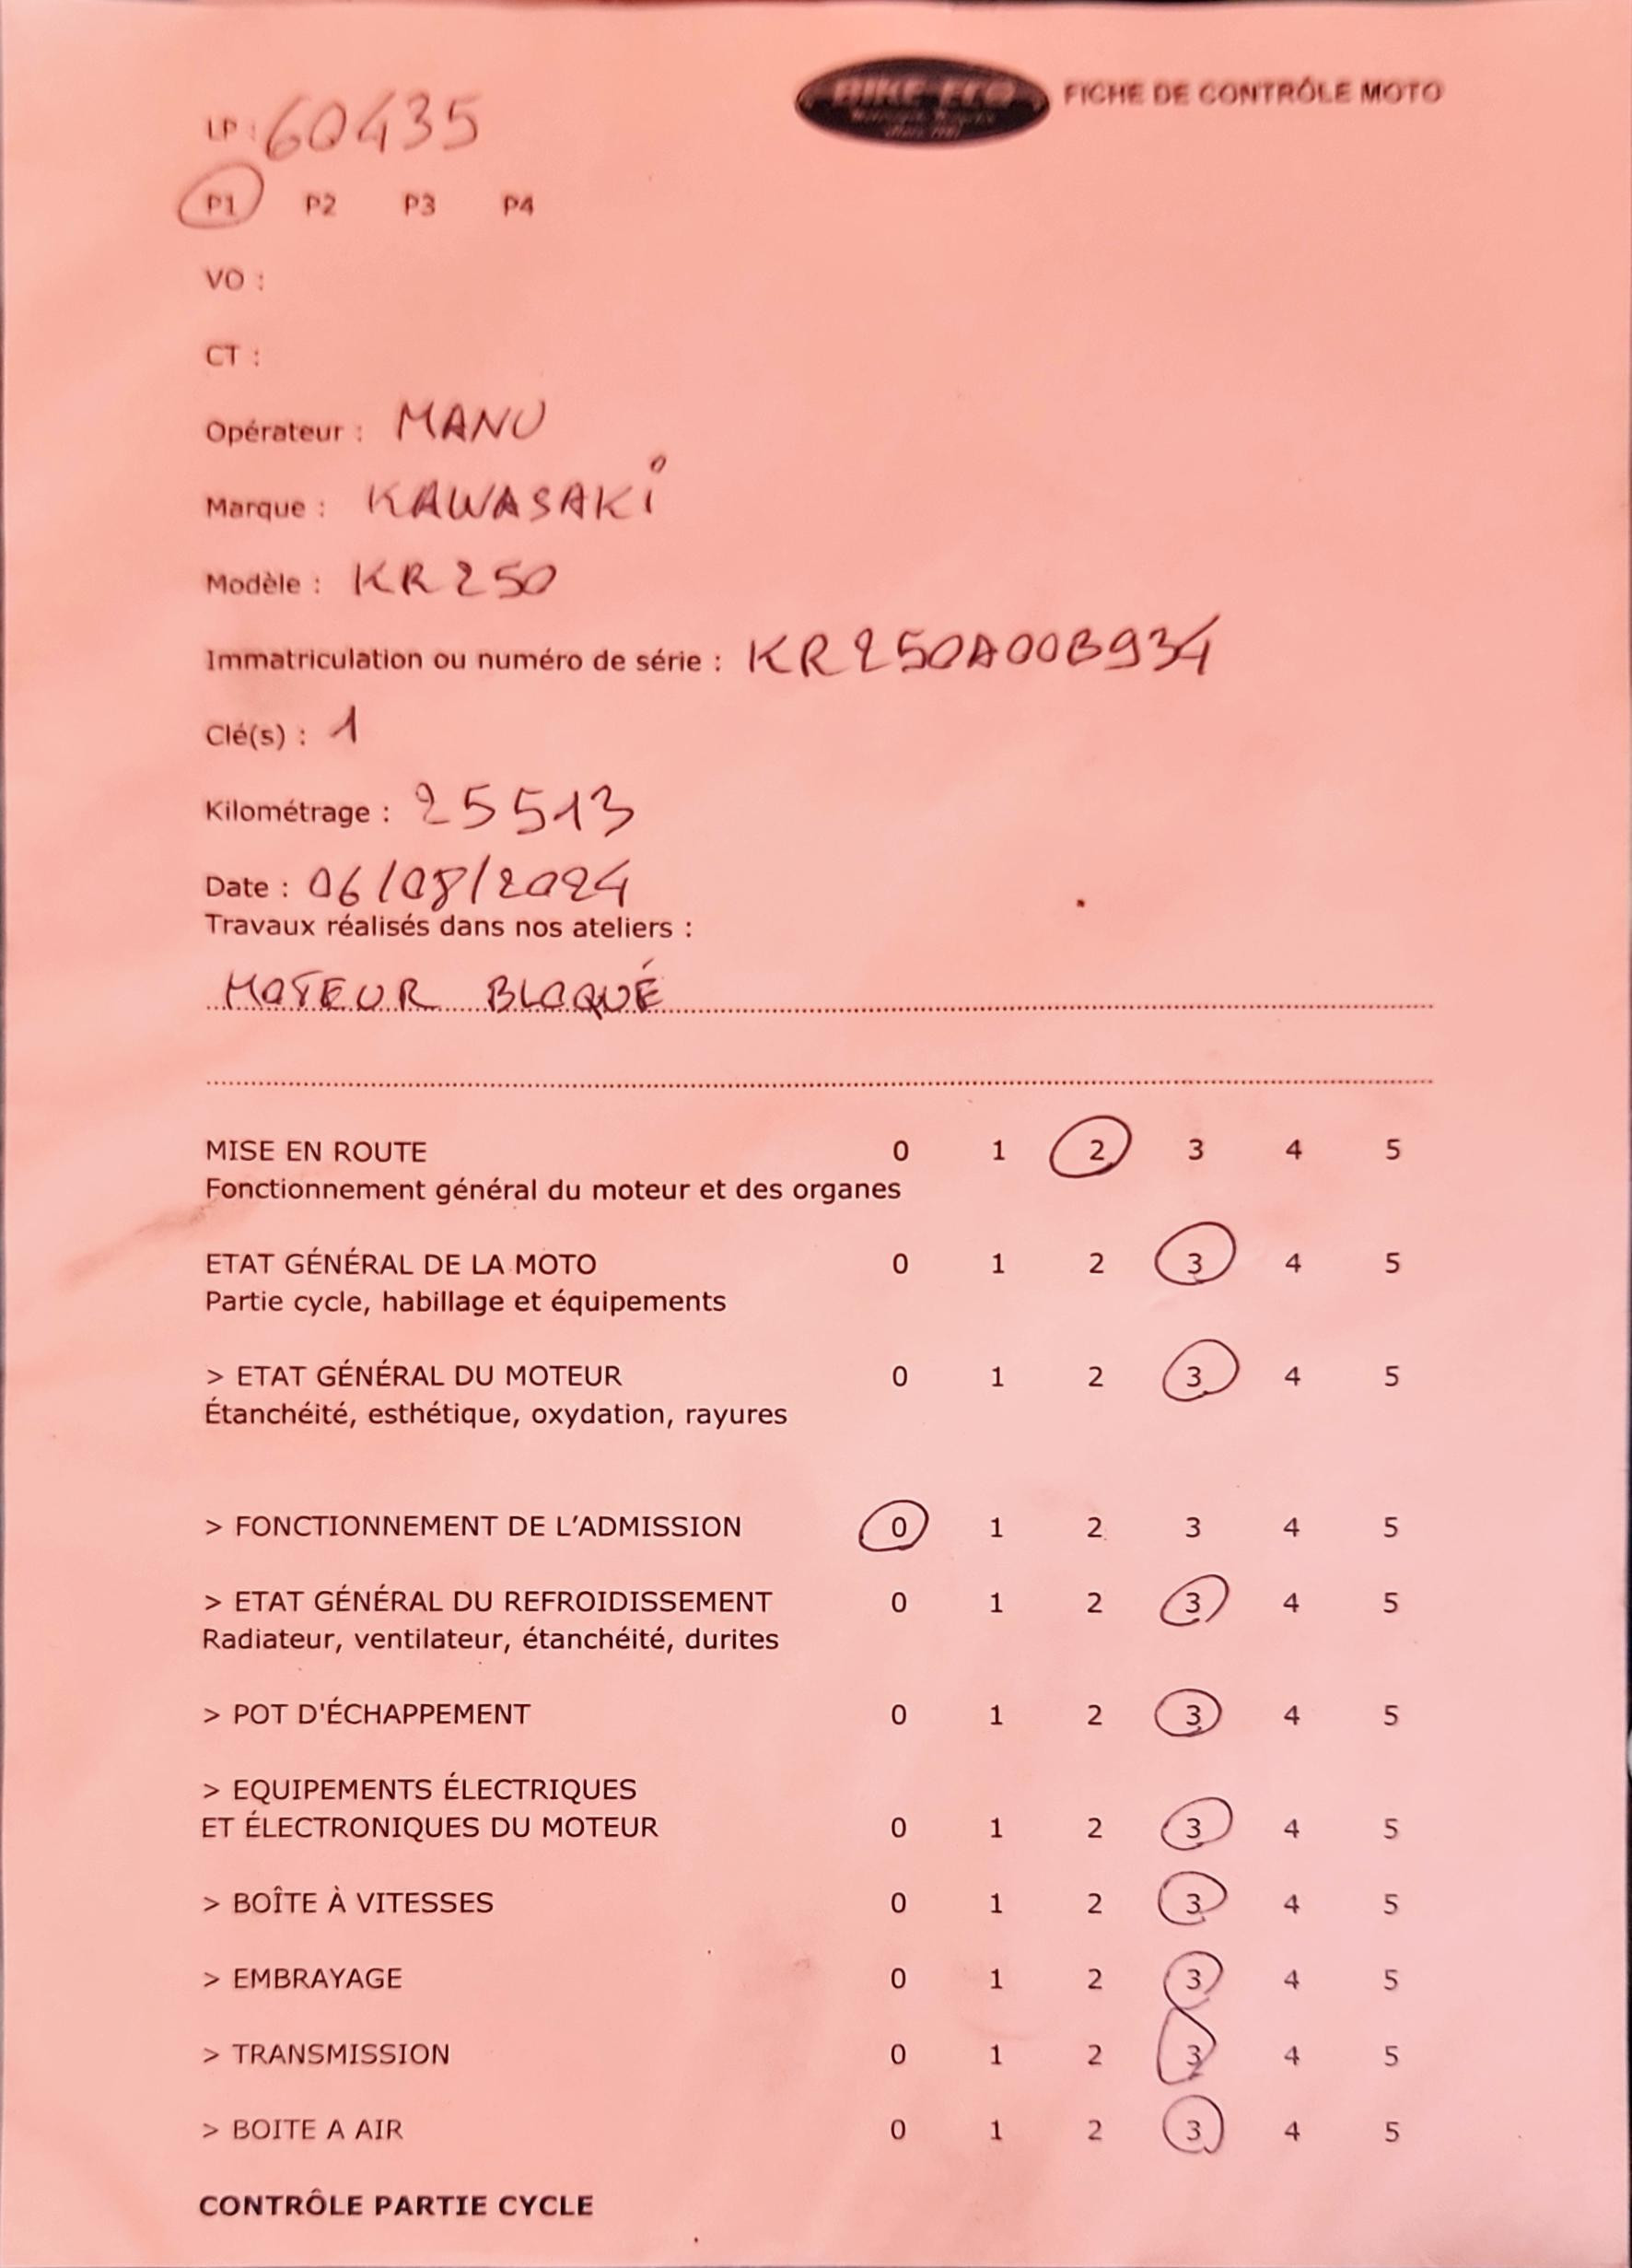 BIKE-ECO FICHE DE CONTRÔLE MOTO
LP : 60435
P1 P2 P3 P4
VO :
CT :
Opérateur : MANU
Marque : KAWASAKi
Modèle : KR250
Immatriculation ou numéro de série : KR250A00B934
Clé(s) : 1
Kilométrage : 25513
Date : 06/08/2024
Travaux réalisés dans nos ateliers :
MOTEUR BLOQUÉ
MISE EN ROUTE 0 1 2 3 4 5
Fonctionnement général du moteur et des organes
ETAT GÉNÉRAL DE LA MOTO 0 1 2 3 4 5
Partie cycle, habillage et équipements
> ETAT GÉNÉRAL DU MOTEUR 0 1 2 3 4 5
Étanchéité, esthétique, oxydation, rayures
> FONCTIONNEMENT DE L’ADMISSION 0 1 2 3 4 5
> ETAT GÉNÉRAL DU REFROIDISSEMENT 0 1 2 3 4 5
Radiateur, ventilateur, étanchéité, durites
> POT D'ÉCHAPPEMENT 0 1 2 3 4 5
> EQUIPEMENTS ÉLECTRIQUES
ET ÉLECTRONIQUES DU MOTEUR 0 1 2 3 4 5
> BOÎTE À VITESSES 0 1 2 3 4 5
> EMBRAYAGE 0 1 2 3 4 5
> TRANSMISSION 0 1 2 3 4 5
> BOITE A AIR 0 1 2 3 4 5
CONTRÔLE PARTIE CYCLE